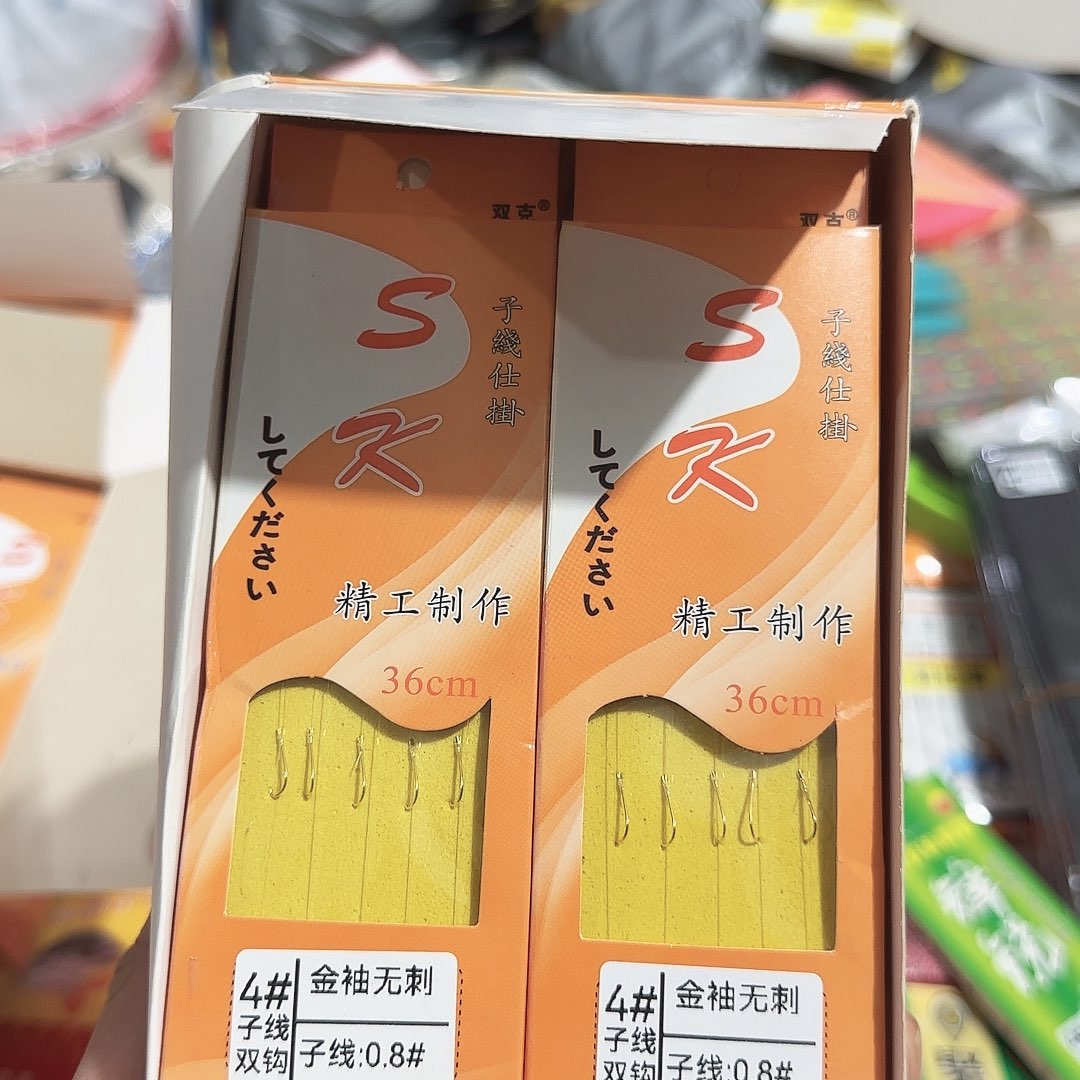 双克®
SK
子綫仕掛
してください
精工制作
36cm
4#
子线
双钩
金袖无刺
子线:0.8#
双克®
SK
子綫仕掛
してください
精工制作
36cm
4#
子线
双钩
金袖无刺
子线:0.8#